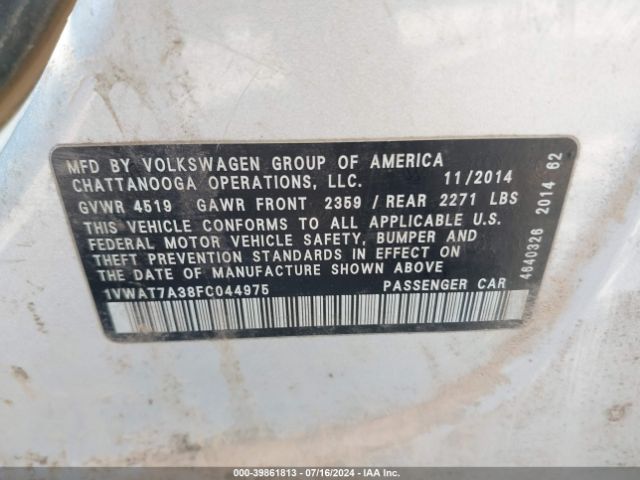 MFD BY VOLKSWAGEN GROUP OF AMERICA
CHATTANOOGA OPERATIONS, LLC. 11/2014
GVWR 4519 GAWR FRONT 2359 / REAR 2271 LBS
THIS VEHICLE CONFORMS TO ALL APPLICABLE U.S.
FEDERAL MOTOR VEHICLE SAFETY, BUMPER AND
THEFT PREVENTION STANDARDS IN EFFECT ON
THE DATE OF MANUFACTURE SHOWN ABOVE
1VWAT7A38FC044975 PASSENGER CAR
4640326 2014 62
000-39861813 / 07/16/2024 - IAA Inc.